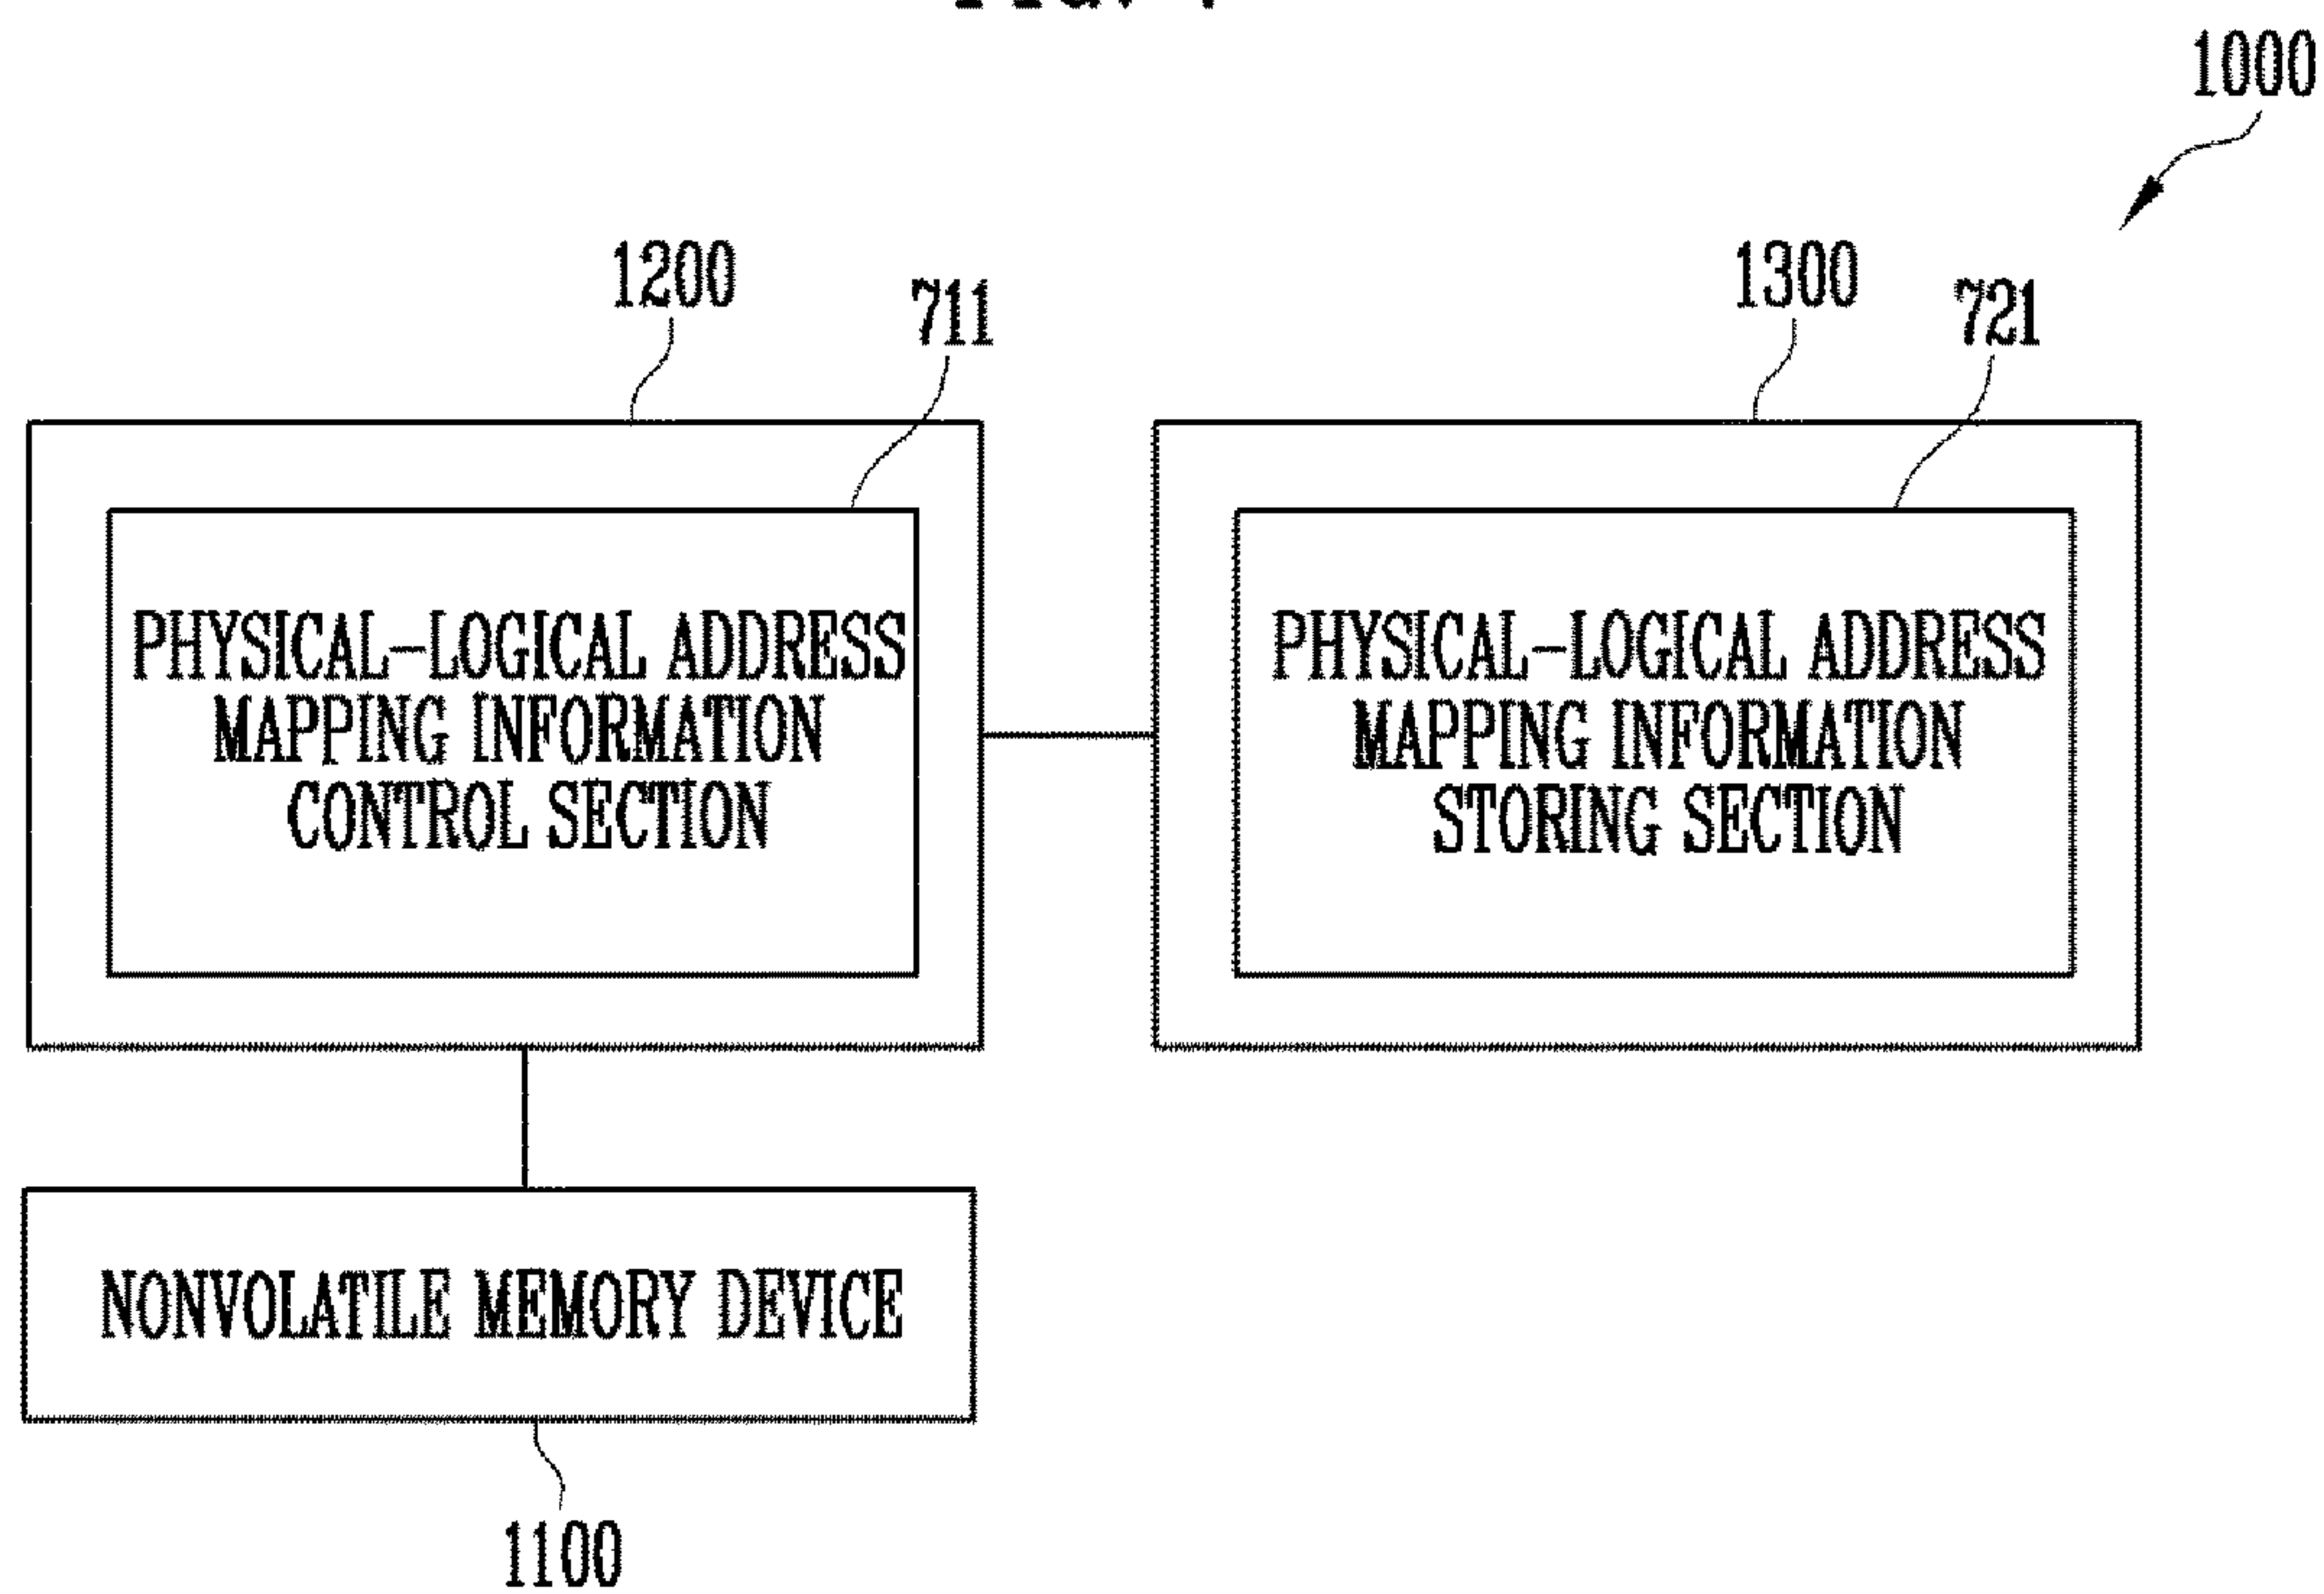 1000
1200
711
1300
721
PHYSICAL-LOGICAL ADDRESS
MAPPING INFORMATION
CONTROL SECTION
PHYSICAL-LOGICAL ADDRESS
MAPPING INFORMATION
STORING SECTION
NONVOLATILE MEMORY DEVICE
1100